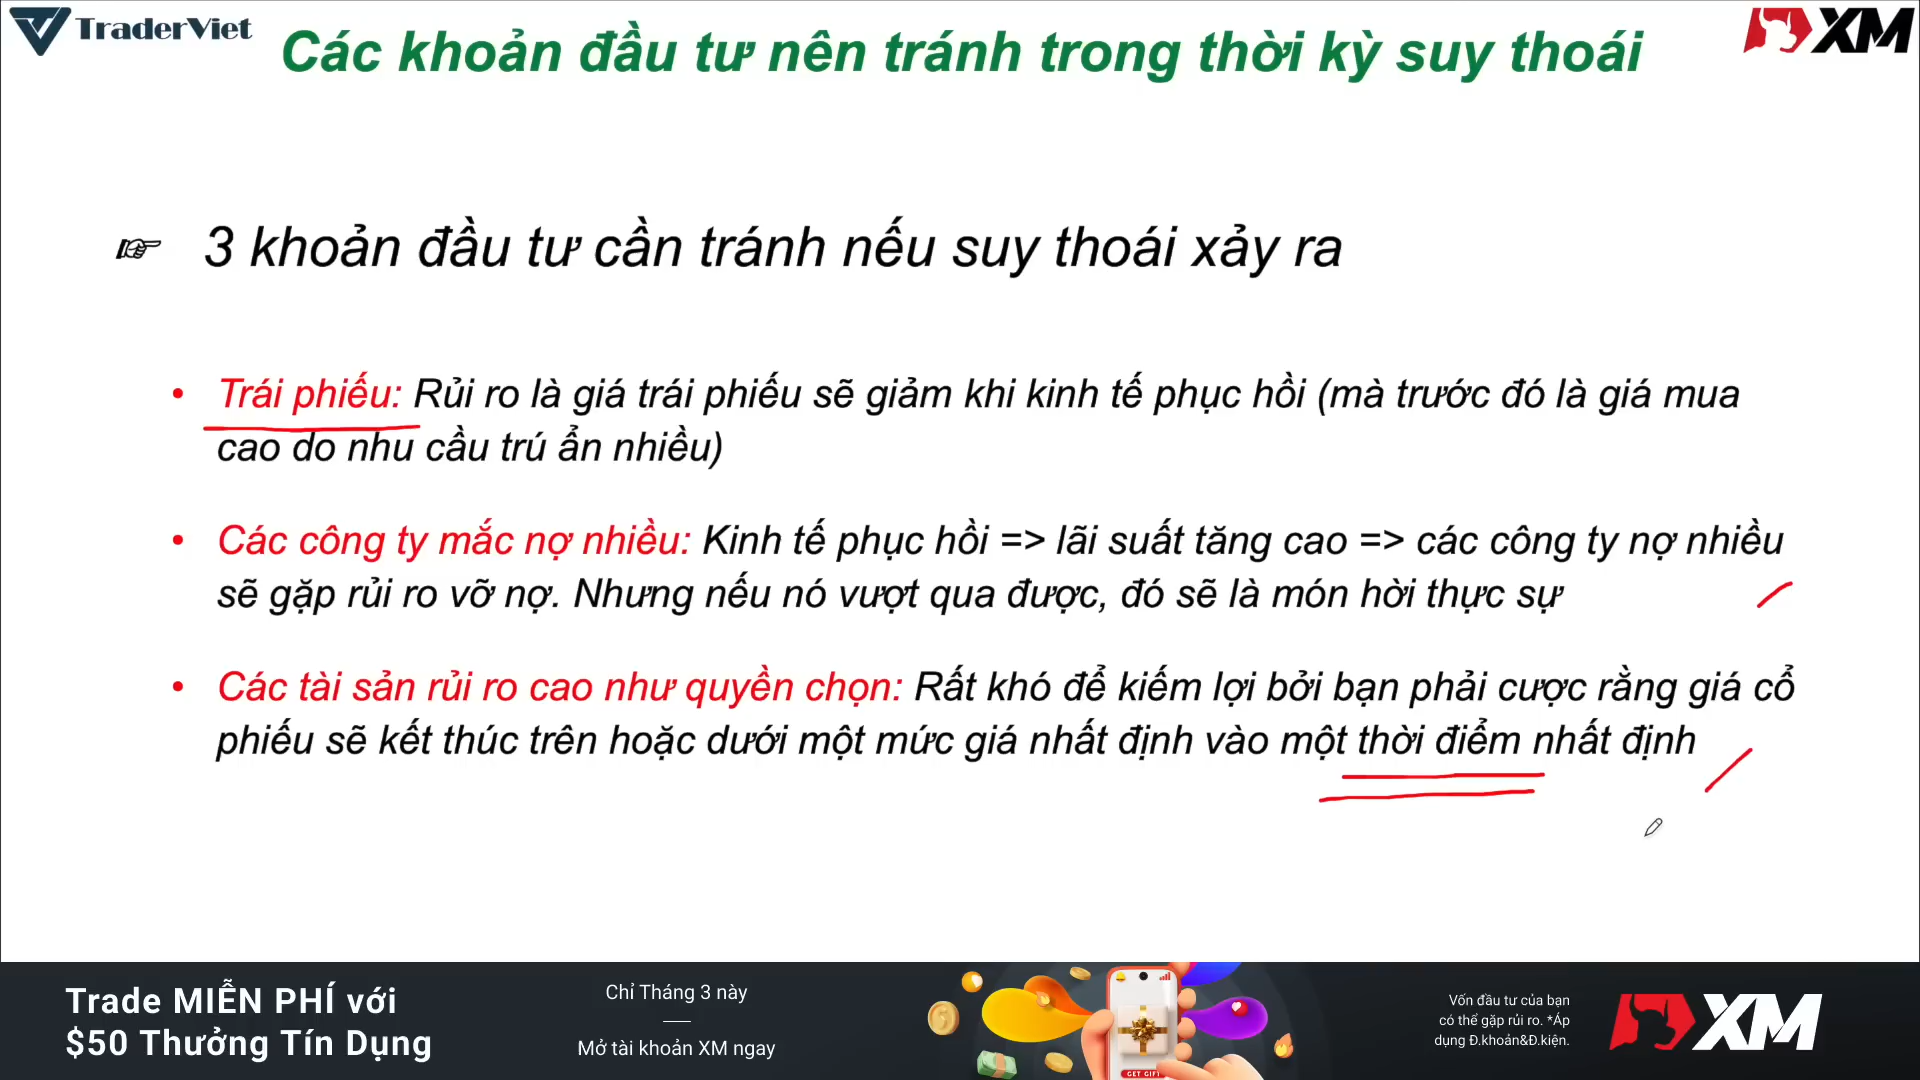 TraderViet
XM
Các khoản đầu tư nên tránh trong thời kỳ suy thoái
☞ 3 khoản đầu tư cần tránh nếu suy thoái xảy ra
• Trái phiếu: Rủi ro là giá trái phiếu sẽ giảm khi kinh tế phục hồi (mà trước đó là giá mua
cao do nhu cầu trú ẩn nhiều)
• Các công ty mắc nợ nhiều: Kinh tế phục hồi => lãi suất tăng cao => các công ty nợ nhiều
sẽ gặp rủi ro vỡ nợ. Nhưng nếu nó vượt qua được, đó sẽ là món hời thực sự
• Các tài sản rủi ro cao như quyền chọn: Rất khó để kiếm lợi bởi bạn phải cược rằng giá cổ
phiếu sẽ kết thúc trên hoặc dưới một mức giá nhất định vào một thời điểm nhất định
Trade MIỄN PHÍ với
$50 Thưởng Tín Dụng
Chỉ Tháng 3 này
Mở tài khoản XM ngay
GET GIFT
Vốn đầu tư của bạn
có thể gặp rủi ro. *Áp
dụng Đ.khoản&Đ.kiện.
XM